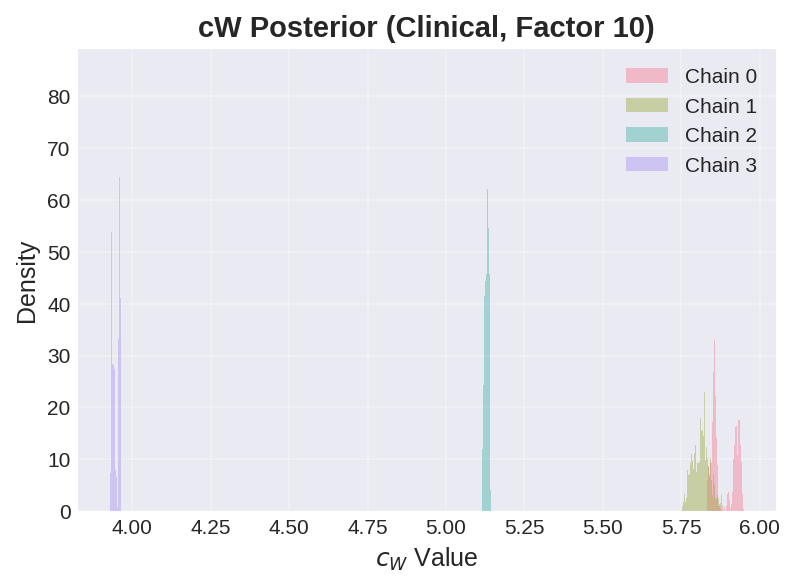 cW Posterior (Clinical, Factor 10)
Chain 0
Chain 1
Chain 2
Chain 3
Density
80
70
60
50
40
30
20
10
0
4.00 4.25 4.50 4.75 5.00 5.25 5.50 5.75 6.00
c_W Value